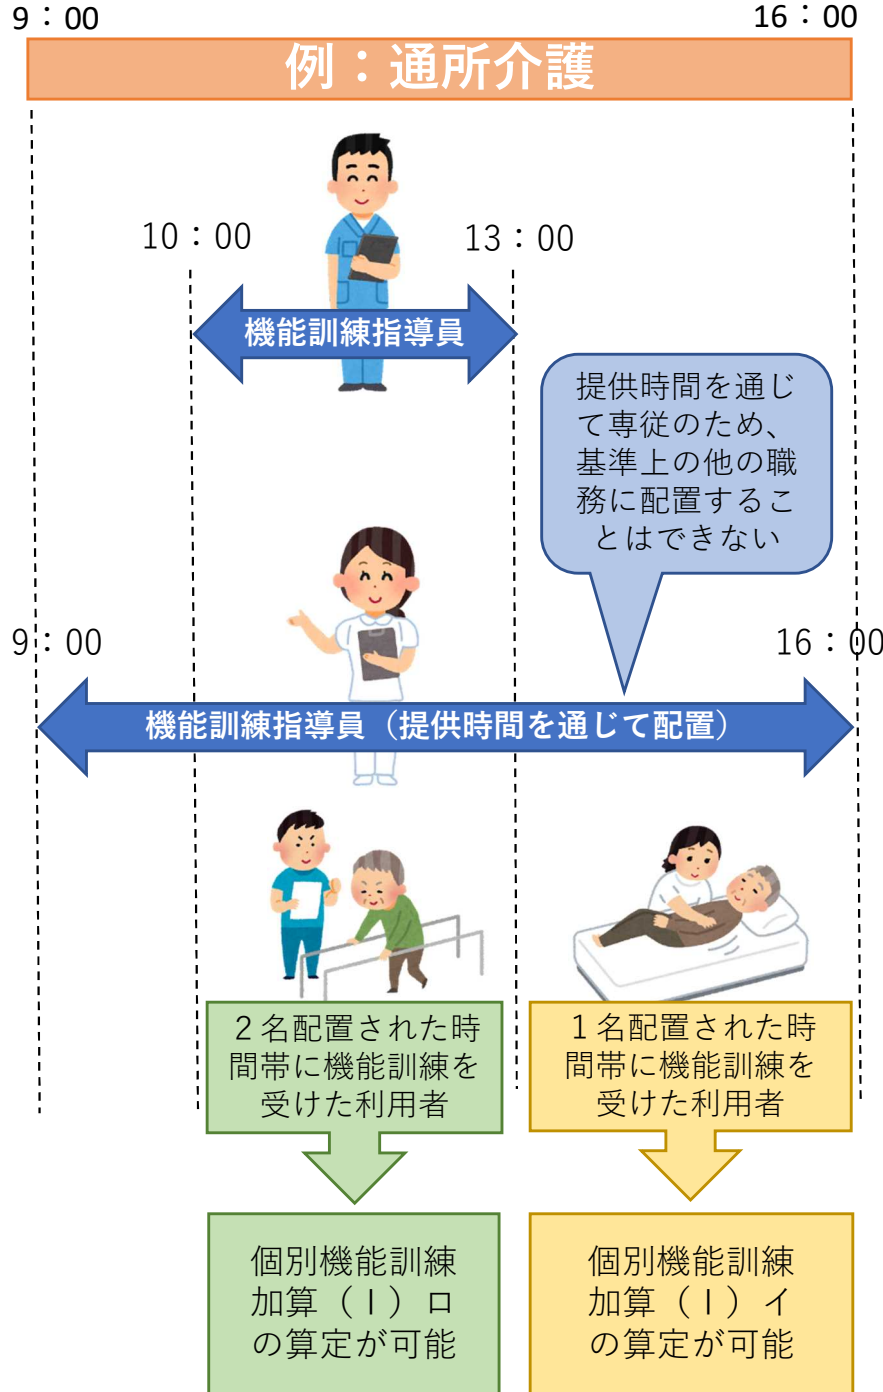 9：00
16：00
例：通所介護
10：00
13：00
機能訓練指導員
提供時間を通じ
て専従のため、
基準上の他の職
務に配置するこ
とはできない
9：00
16：00
機能訓練指導員（提供時間を通じて配置）
２名配置された時
間帯に機能訓練を
受けた利用者
１名配置された時
間帯に機能訓練を
受けた利用者
個別機能訓練
加算（Ⅰ）ロ
の算定が可能
個別機能訓練
加算（Ⅰ）イ
の算定が可能